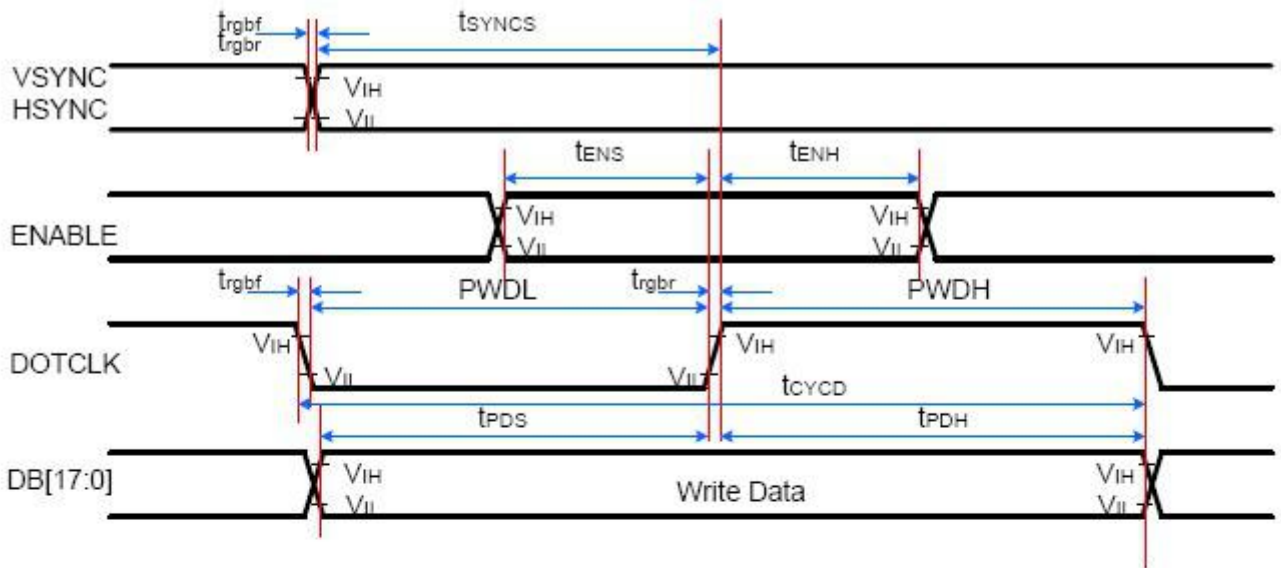 trgbf
trgbr
tSYNCS
VSYNC
HSYNC
VIH
VIL
tENS
tENH
ENABLE
VIH
VIH
VIL
VIL
trgbf
PWDL
trgbr
PWDH
DOTCLK
VIH
VIH
VIH
VIL
VIL
tCYCD
tPDS
tPDH
DB[17:0]
VIH
Write Data
VIH
VIL
VIL